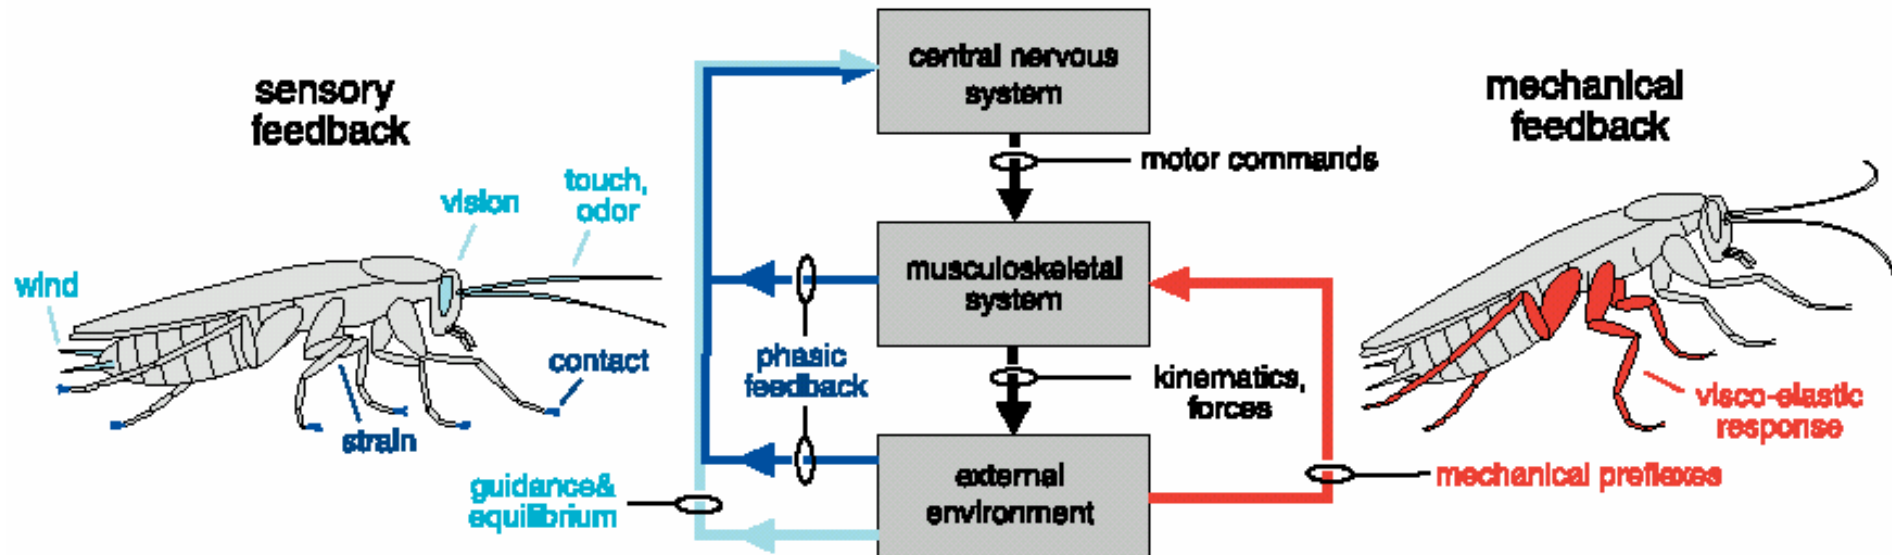 sensory
feedback
vision
touch,
odor
wind
contact
strain
guidance&
equilibrium
phasic
feedback
central nervous
system
motor commands
musculoskeletal
system
kinematics,
forces
external
environment
mechanical
feedback
visco-elastic
response
mechanical preflexes